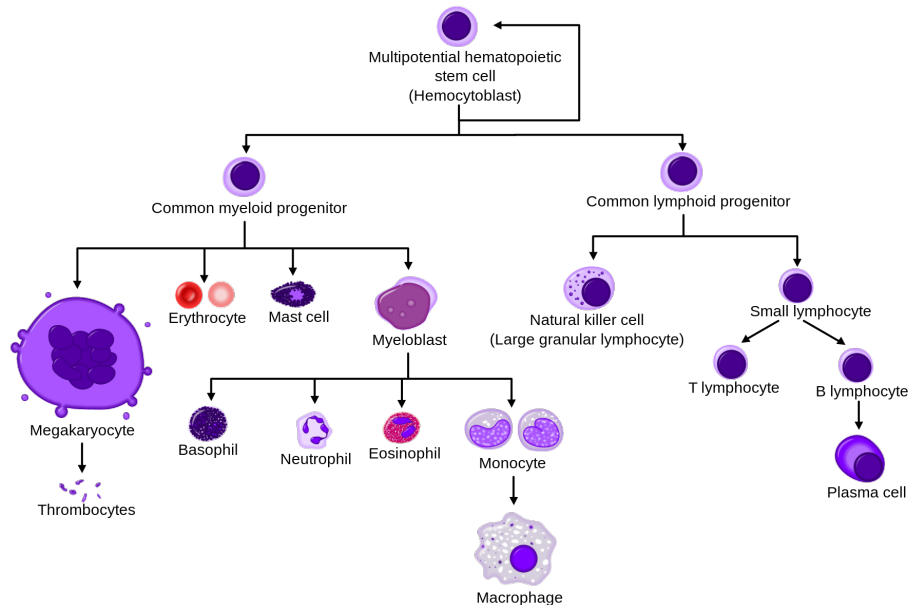 Multipotential hematopoietic
stem cell
(Hemocytoblast)
Common myeloid progenitor
Common lymphoid progenitor
Erythrocyte
Mast cell
Myeloblast
Natural killer cell
(Large granular lymphocyte)
Small lymphocyte
T lymphocyte
B lymphocyte
Megakaryocyte
Basophil
Neutrophil
Eosinophil
Monocyte
Plasma cell
Thrombocytes
Macrophage